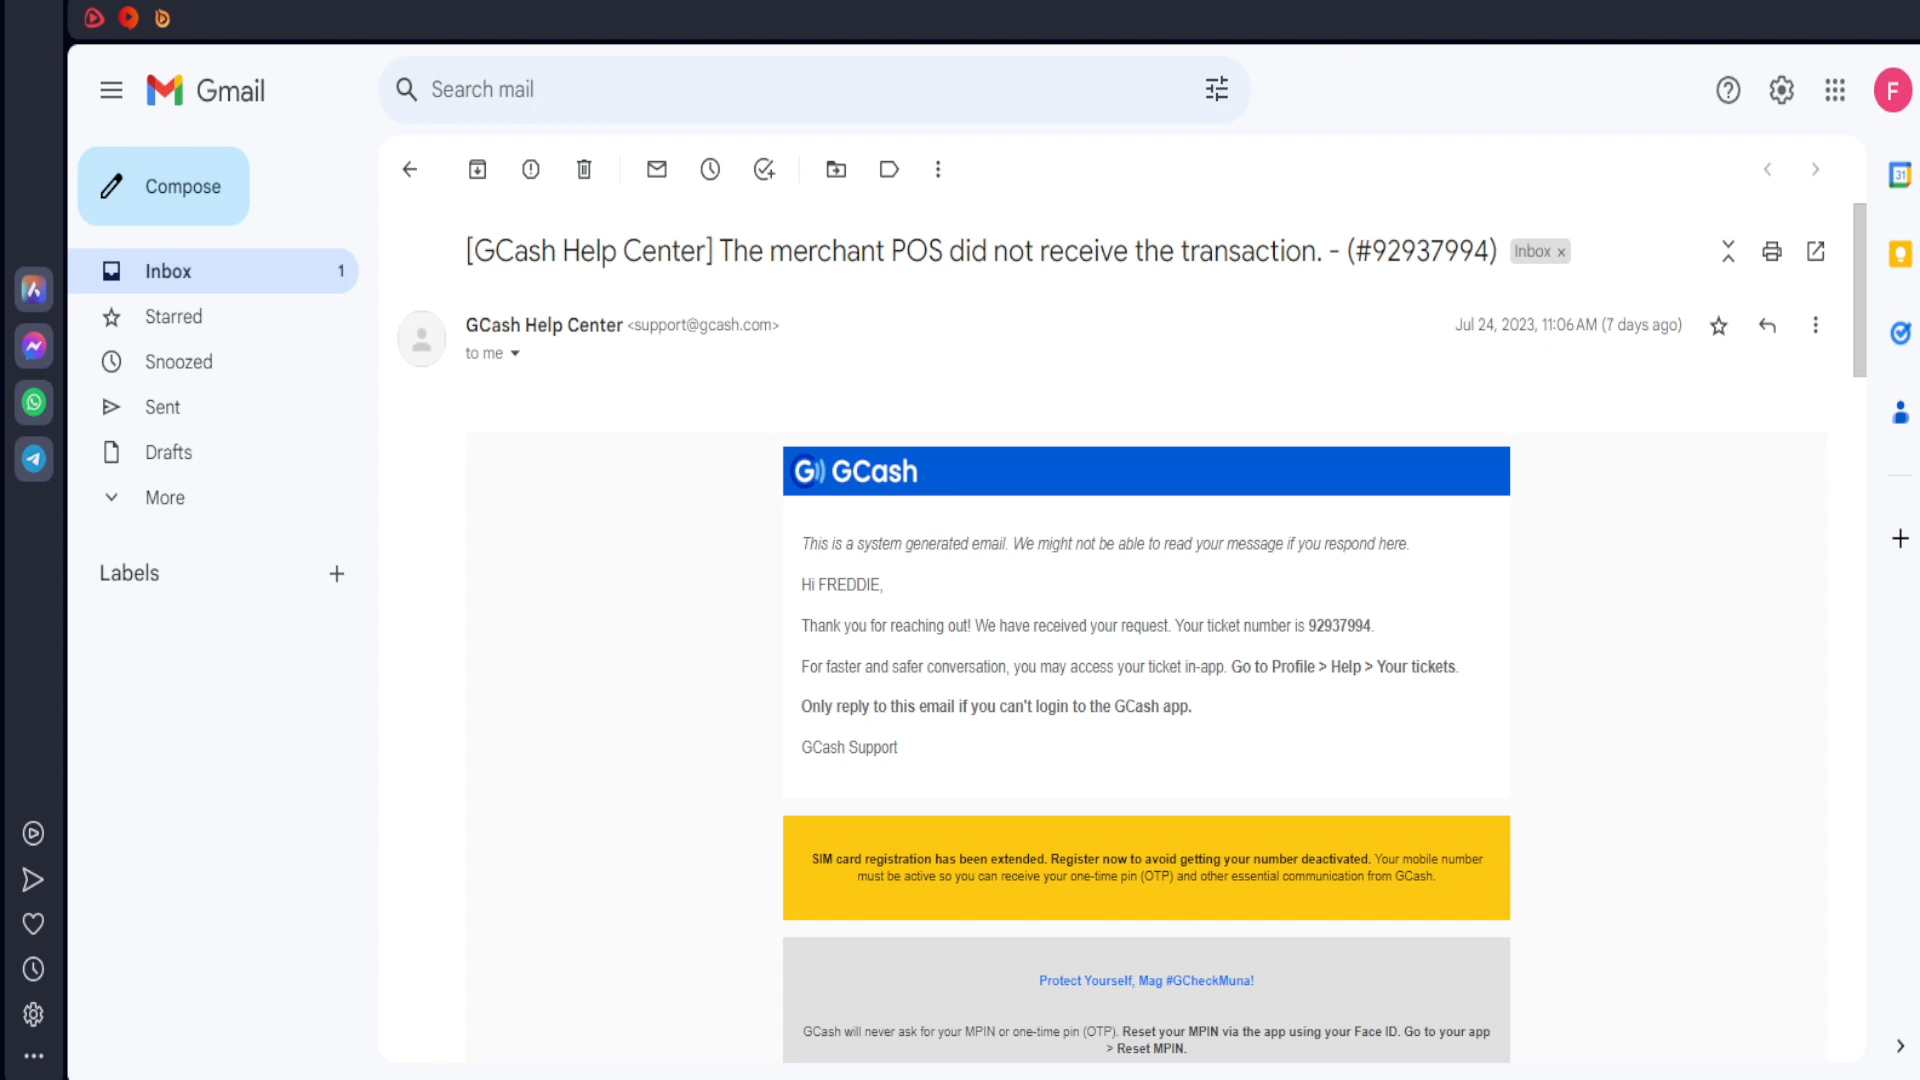 Gmail
Search mail
F
Compose
Inbox 1
Starred
Snoozed
Sent
Drafts
More
Labels
31
[GCash Help Center] The merchant POS did not receive the transaction. - (#92937994) Inbox x
GCash Help Center <support@gcash.com> Jul 24, 2023, 11:06 AM (7 days ago)
to me
G)) GCash
This is a system generated email. We might not be able to read your message if you respond here.
Hi FREDDIE,
Thank you for reaching out! We have received your request. Your ticket number is 92937994.
For faster and safer conversation, you may access your ticket in-app. Go to Profile > Help > Your tickets.
Only reply to this email if you can't login to the GCash app.
GCash Support
SIM card registration has been extended. Register now to avoid getting your number deactivated. Your mobile number
must be active so you can receive your one-time pin (OTP) and other essential communication from GCash.
Protect Yourself, Mag #GCheckMuna!
GCash will never ask for your MPIN or one-time pin (OTP). Reset your MPIN via the app using your Face ID. Go to your app
> Reset MPIN.